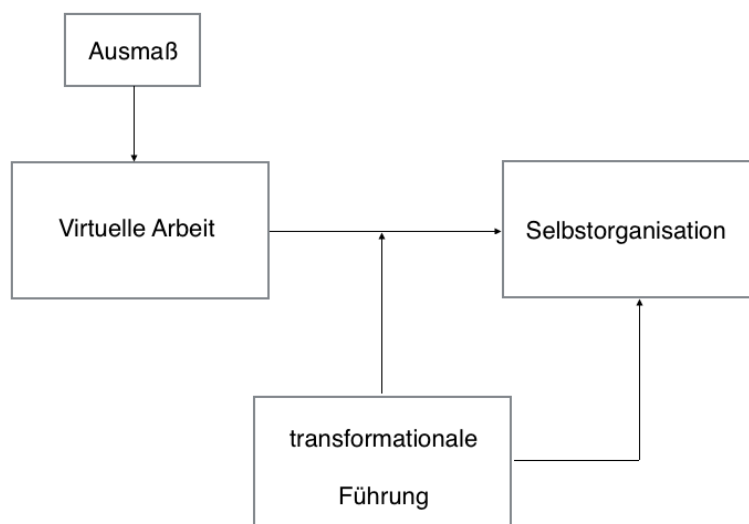 Ausmaß
Virtuelle Arbeit
Selbstorganisation
transformationale
Führung